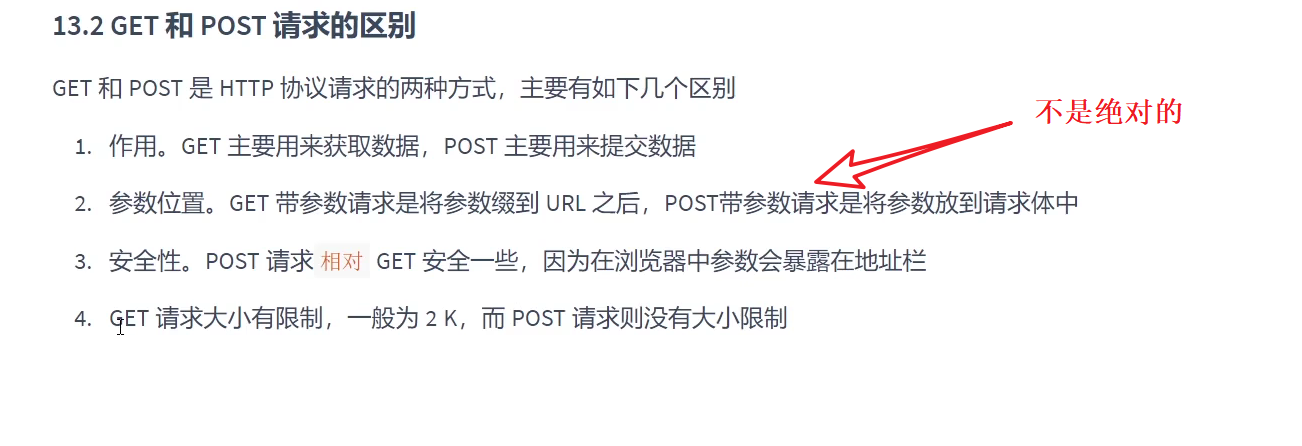 13.2 GET 和 POST 请求的区别
GET 和 POST 是 HTTP 协议请求的两种方式，主要有如下几个区别
不是绝对的
1. 作用。GET 主要用来获取数据，POST 主要用来提交数据
2. 参数位置。GET 带参数请求是将参数缀到 URL 之后，POST带参数请求是将参数放到请求体中
3. 安全性。POST 请求 相对 GET 安全一些，因为在浏览器中参数会暴露在地址栏
4. GET 请求大小有限制，一般为 2 K，而 POST 请求则没有大小限制